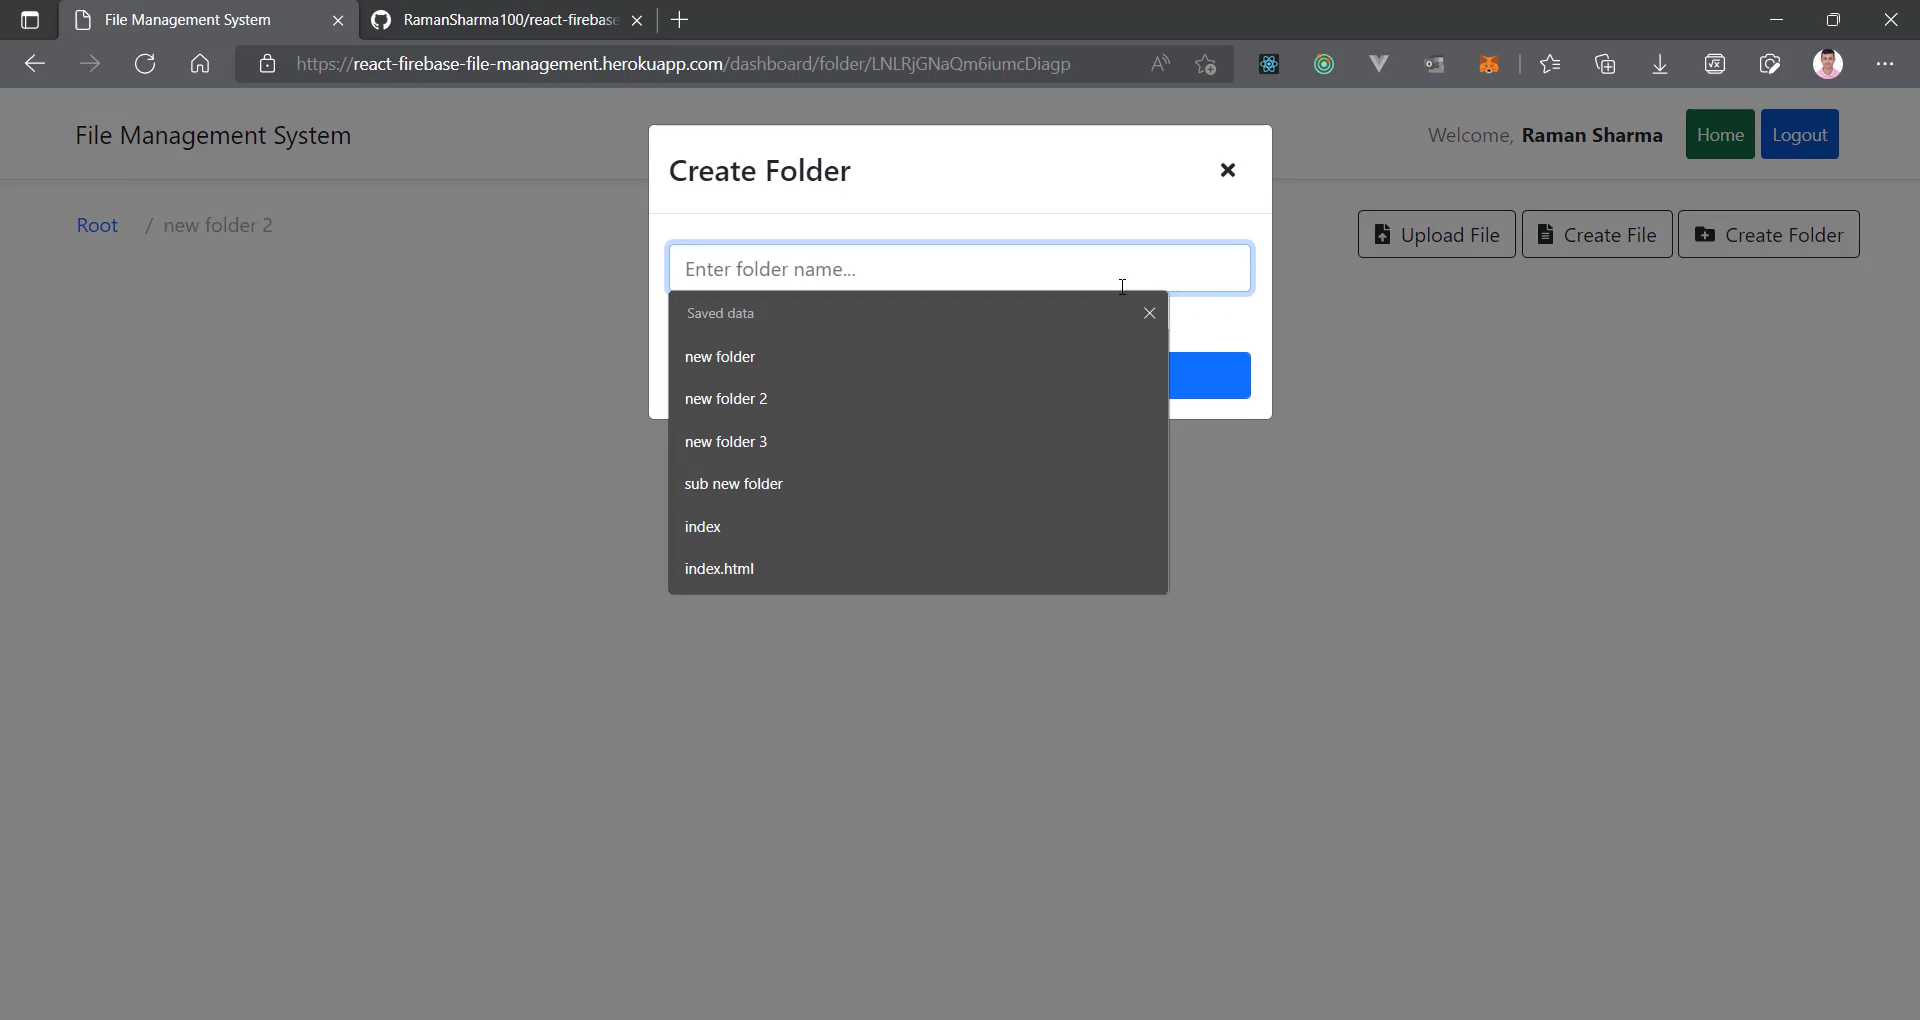 File Management System
RamanSharma100/react-firebase
https://react-firebase-file-management.herokuapp.com/dashboard/folder/LNLRjGNaQm6iumcDiagp
File Management System
Welcome, Raman Sharma
Home
Logout
Create Folder
Root / new folder 2
Upload File
Create File
Create Folder
Enter folder name...
Saved data
new folder
new folder 2
new folder 3
sub new folder
index
index.html